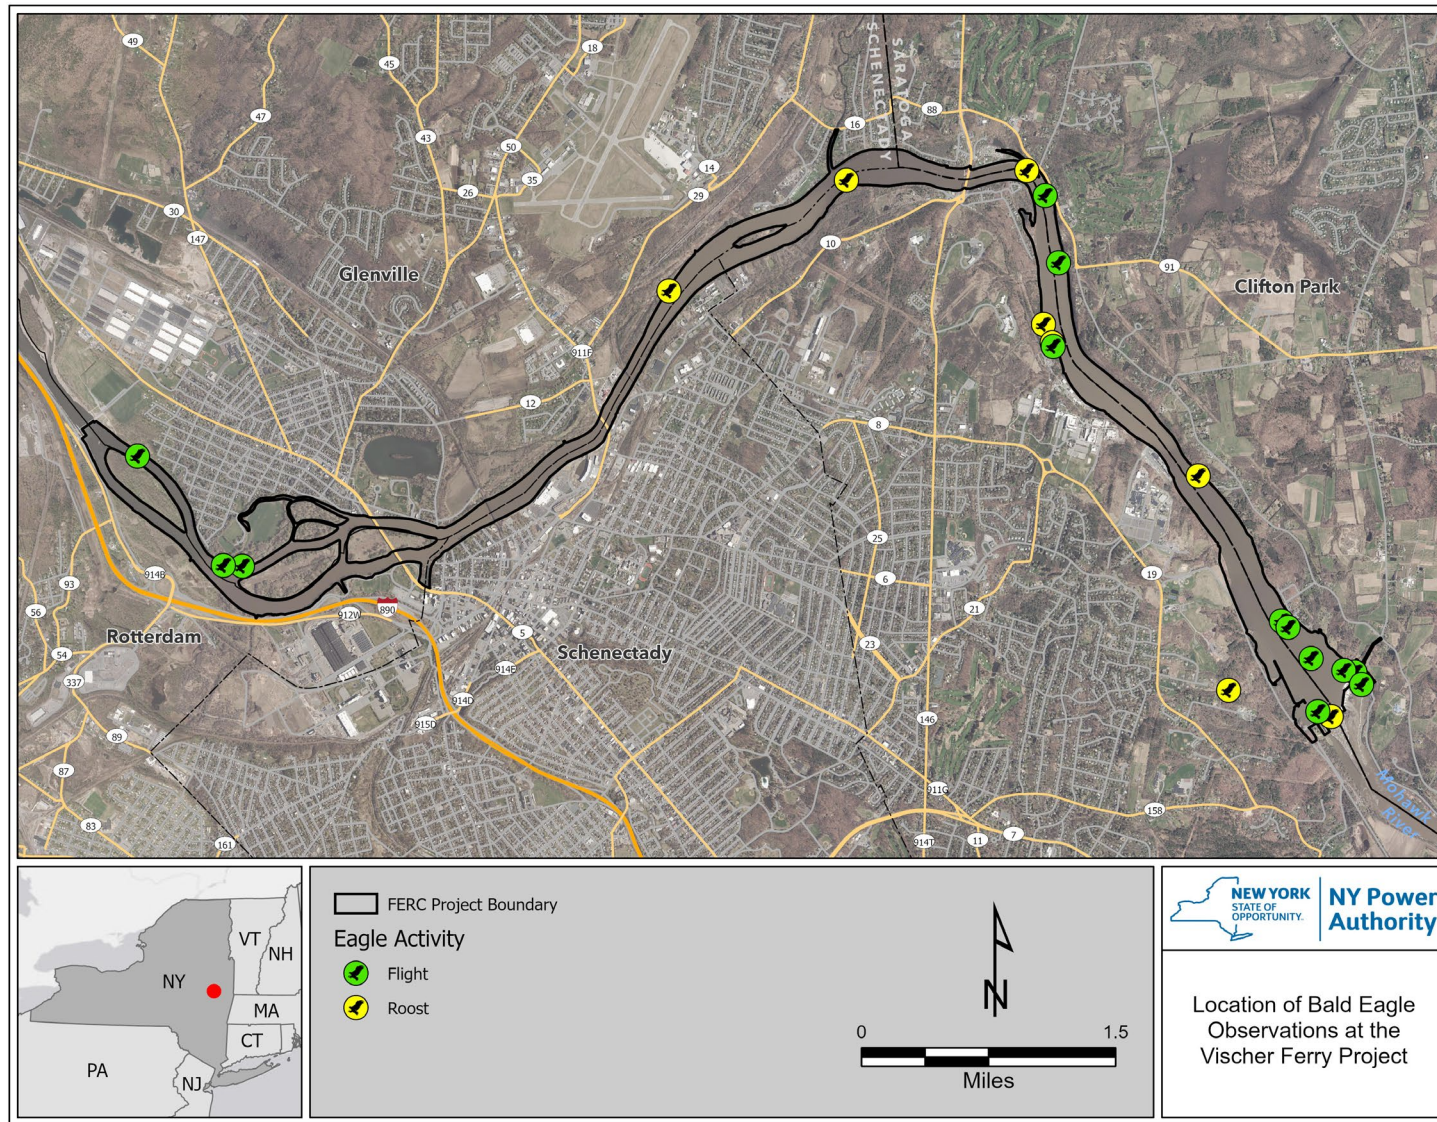 49
18
45
47
88
16
SARATOGA
SCHENECTADY
43
50
14
35
26
29
30
147
10
91
Glenville
Clifton Park
911F
12
8
25
914B
19
93
6
56
890
912W
21
5
Rotterdam
23
54
Schenectady
914F
337
914D
146
915D
89
87
911G
Mohawk
River
158
83
7
161
914T
11
VT
NH
NY
MA
CT
PA
NJ
FERC Project Boundary
Eagle Activity
Flight
Roost
N
0
1.5
Miles
NEW YORK
STATE OF
OPPORTUNITY.
NY Power
Authority
Location of Bald Eagle
Observations at the
Vischer Ferry Project